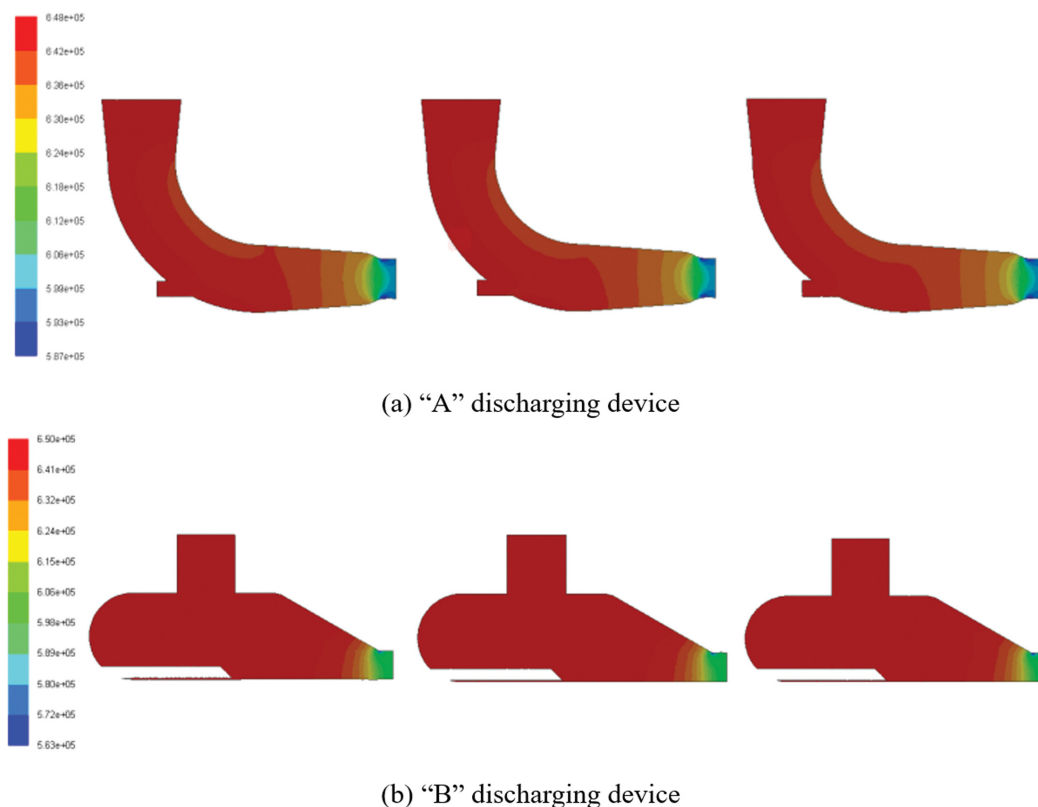 6.48e+05
6.42e+05
6.36e+05
6.30e+05
6.24e+05
6.18e+05
6.12e+05
6.06e+05
5.99e+05
5.93e+05
5.87e+05
(a) “A” discharging device
6.50e+05
6.41e+05
6.32e+05
6.24e+05
6.15e+05
6.06e+05
5.98e+05
5.89e+05
5.80e+05
5.72e+05
5.63e+05
(b) “B” discharging device